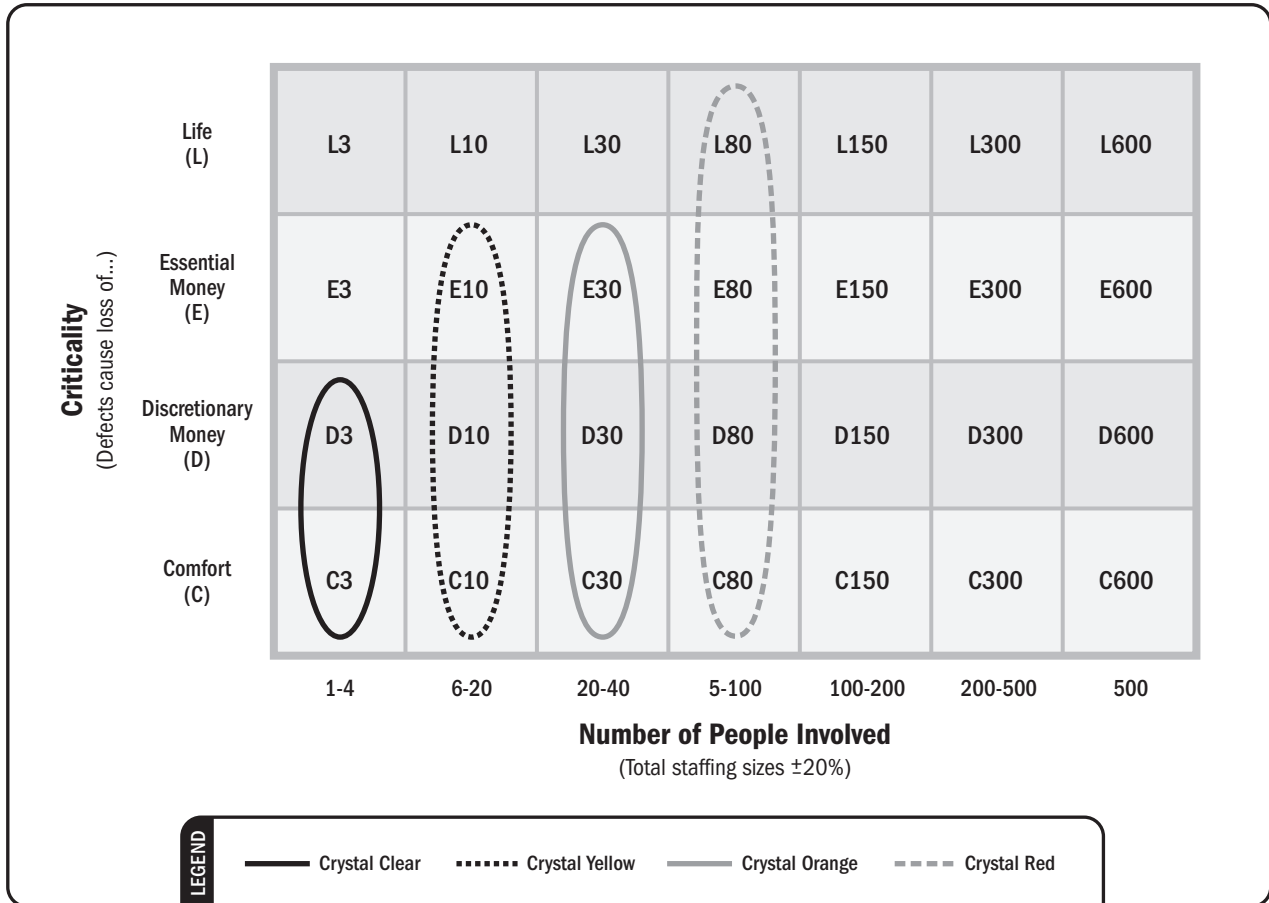 Life
(L)
L3 L10 L30 L80 L150 L300 L600
Essential
Money
(E)
E3 E10 E30 E80 E150 E300 E600
Criticality
(Defects cause loss of...)
Discretionary
Money
(D)
D3 D10 D30 D80 D150 D300 D600
Comfort
(C)
C3 C10 C30 C80 C150 C300 C600
1-4 6-20 20-40 5-100 100-200 200-500 500
Number of People Involved
(Total staffing sizes ±20%)
LEGEND
Crystal Clear Crystal Yellow Crystal Orange Crystal Red